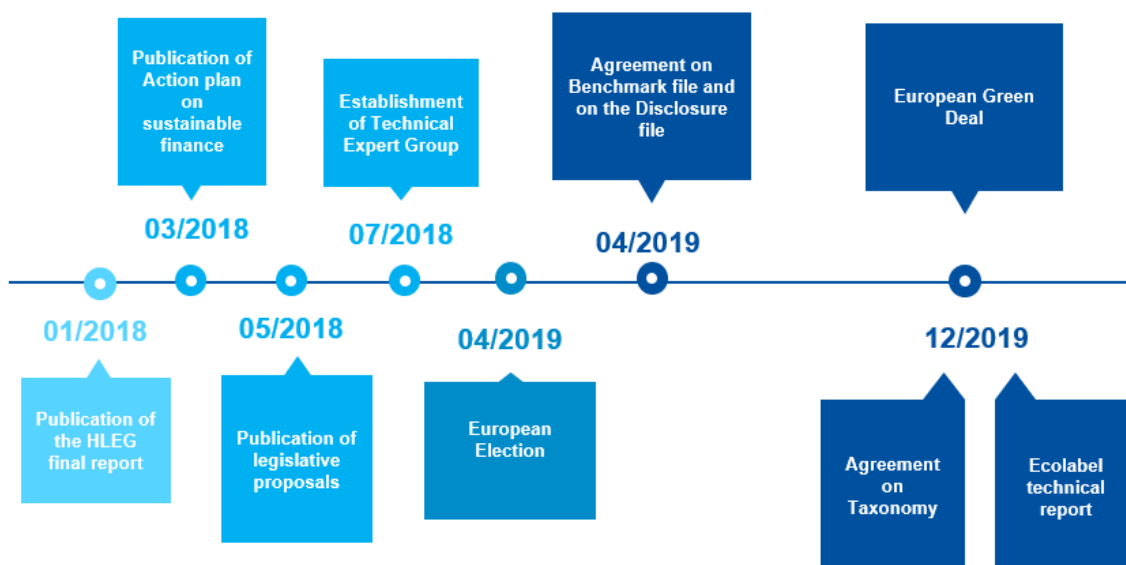 Publication of
Action plan
on
sustainable
finance
03/2018
Establishment
of Technical
Expert Group
07/2018
Agreement on
Benchmark file and
on the Disclosure
file
04/2019
European Green
Deal
01/2018
Publication of
the HLEG
final report
05/2018
Publication of
legislative
proposals
04/2019
European
Election
12/2019
Agreement
on
Taxonomy
Ecolabel
technical
report